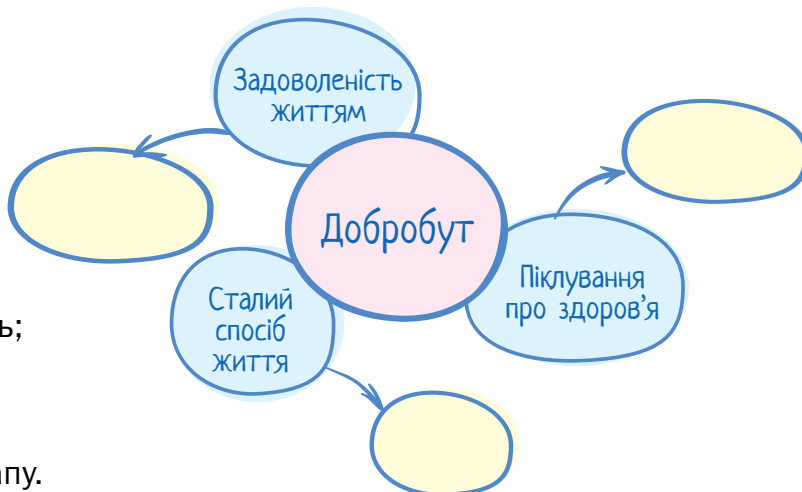 Задоволеність
життям
Добробут
Піклування
про здоров’я
Сталий
спосіб
життя